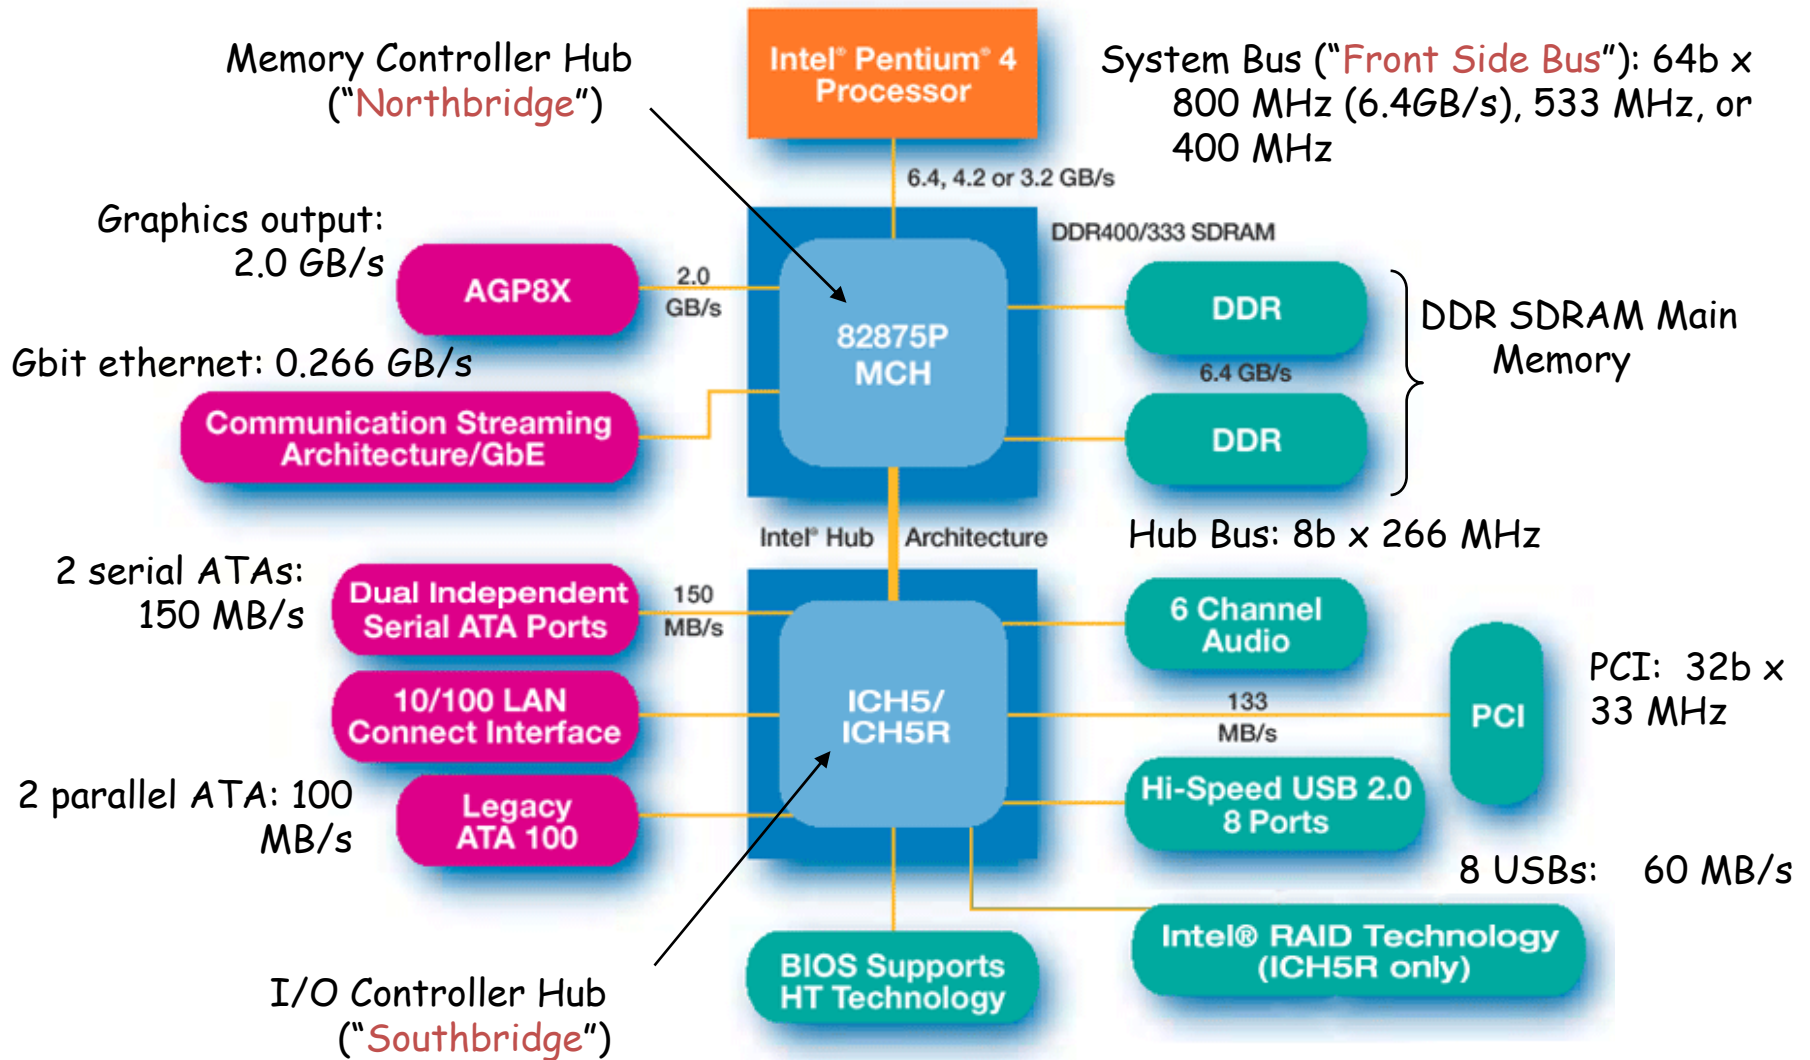 Memory Controller Hub
(“Northbridge”)
Intel® Pentium® 4
Processor
System Bus (“Front Side Bus”): 64b x
800 MHz (6.4GB/s), 533 MHz, or
400 MHz
6.4, 4.2 or 3.2 GB/s
Graphics output:
2.0 GB/s
AGP8X
2.0
GB/s
DDR400/333 SDRAM
82875P
MCH
DDR
6.4 GB/s
DDR
DDR SDRAM Main
Memory
Gbit ethernet: 0.266 GB/s
Communication Streaming
Architecture/GbE
Intel® Hub Architecture
Hub Bus: 8b x 266 MHz
2 serial ATAs:
150 MB/s
Dual Independent
Serial ATA Ports
150
MB/s
6 Channel
Audio
10/100 LAN
Connect Interface
ICH5/
ICH5R
133
MB/s
PCI
PCI: 32b x
33 MHz
2 parallel ATA: 100
MB/s
Legacy
ATA 100
Hi-Speed USB 2.0
8 Ports
8 USBs: 60 MB/s
Intel® RAID Technology
(ICH5R only)
BIOS Supports
HT Technology
I/O Controller Hub
(“Southbridge”)